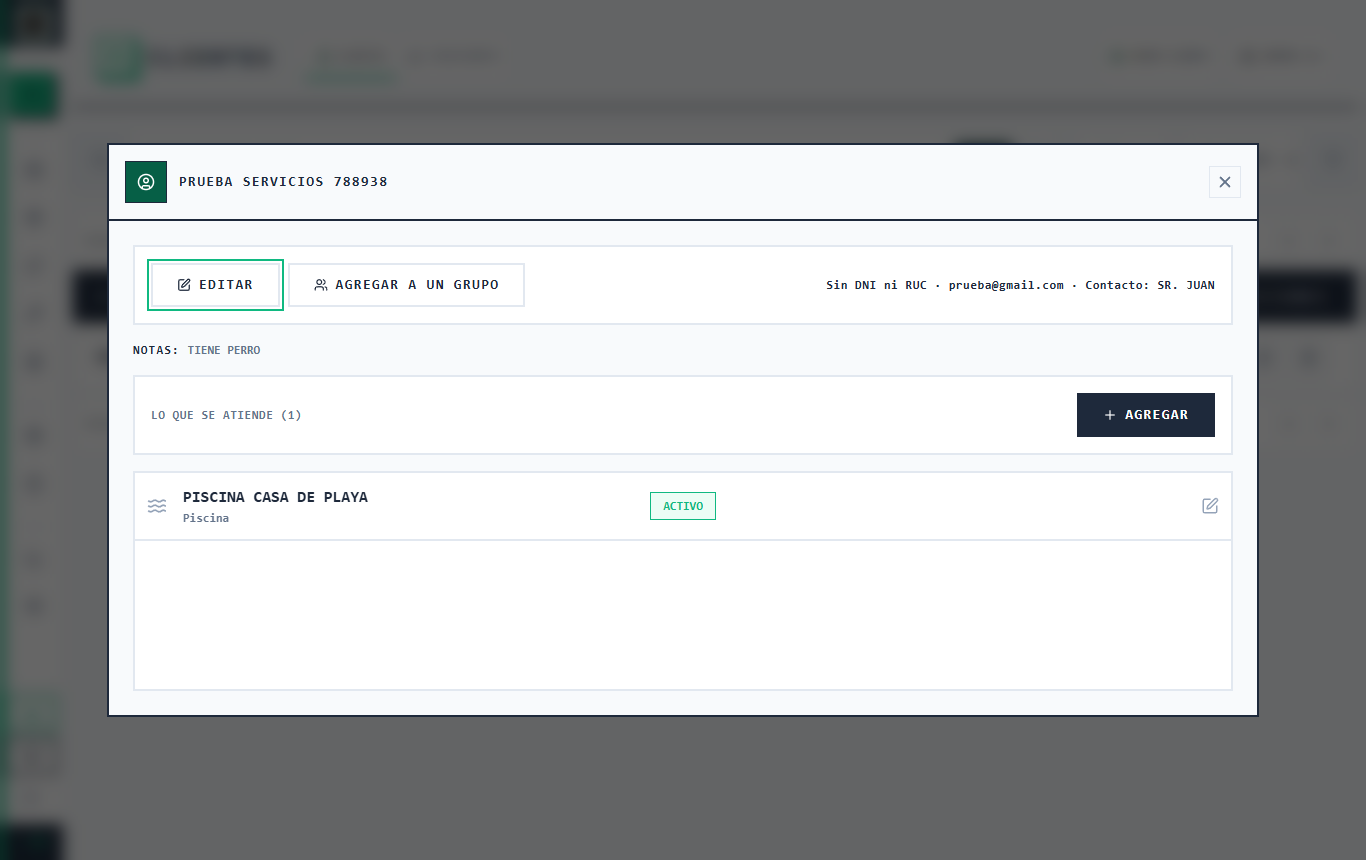 PRUEBA SERVICIOS 788938
EDITAR
AGREGAR A UN GRUPO
Sin DNI ni RUC · prueba@gmail.com · Contacto: SR. JUAN
NOTAS: TIENE PERRO
LO QUE SE ATIENDE (1)
+ AGREGAR
PISCINA CASA DE PLAYA
Piscina
ACTIVO